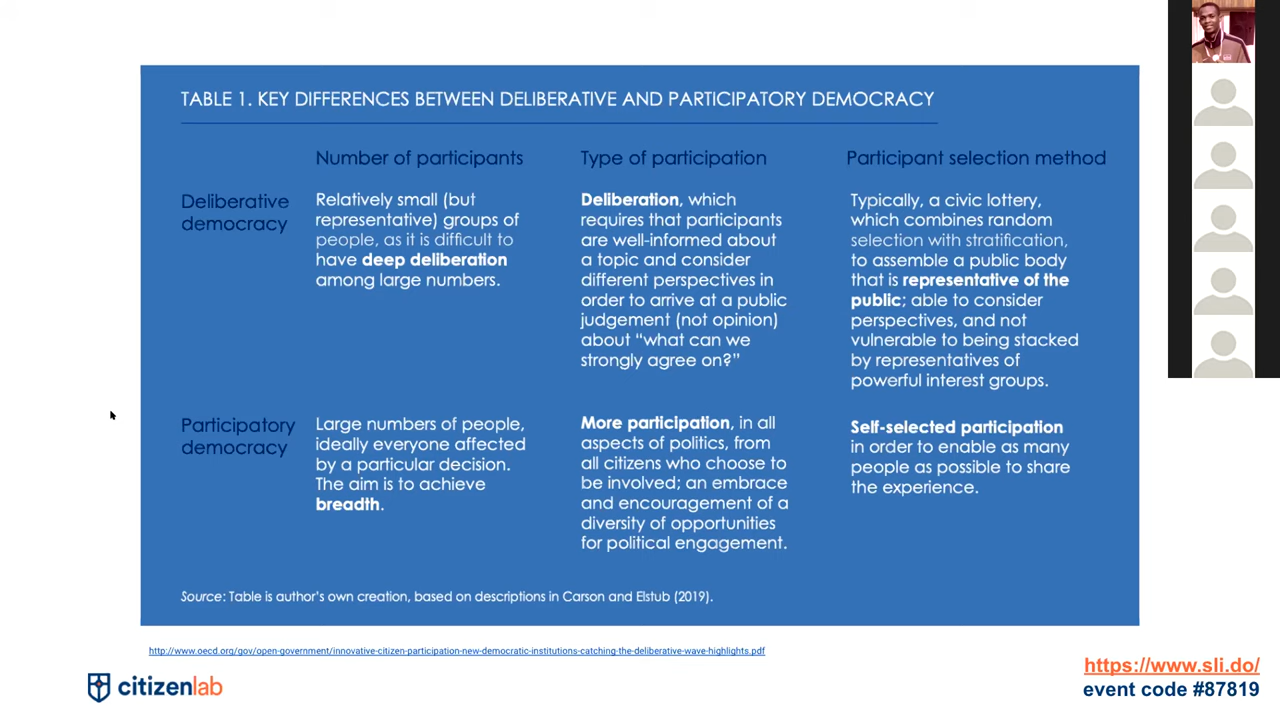 TABLE 1. KEY DIFFERENCES BETWEEN DELIBERATIVE AND PARTICIPATORY DEMOCRACY
Number of participants
Type of participation
Participant selection method
Deliberative
democracy
Relatively small (but
representative) groups of
people, as it is difficult to
have deep deliberation
among large numbers.
Deliberation, which
requires that participants
are well-informed about
a topic and consider
different perspectives in
order to arrive at a public
judgement (not opinion)
about “what can we
strongly agree on?”
Typically, a civic lottery,
which combines random
selection with stratification,
to assemble a public body
that is representative of the
public; able to consider
perspectives, and not
vulnerable to being stacked
by representatives of
powerful interest groups.
Participatory
democracy
Large numbers of people,
ideally everyone affected
by a particular decision.
The aim is to achieve
breadth.
More participation, in all
aspects of politics, from
all citizens who choose to
be involved; an embrace
and encouragement of a
diversity of opportunities
for political engagement.
Self-selected participation
in order to enable as many
people as possible to share
the experience.
Source: Table is author’s own creation, based on descriptions in Carson and Elstub (2019).
http://www.oecd.org/gov/open-government/innovative-citizen-participation-new-democratic-institutions-catching-the-deliberative-wave-highlights.pdf
citizenlab
https://www.sli.do/
event code #87819